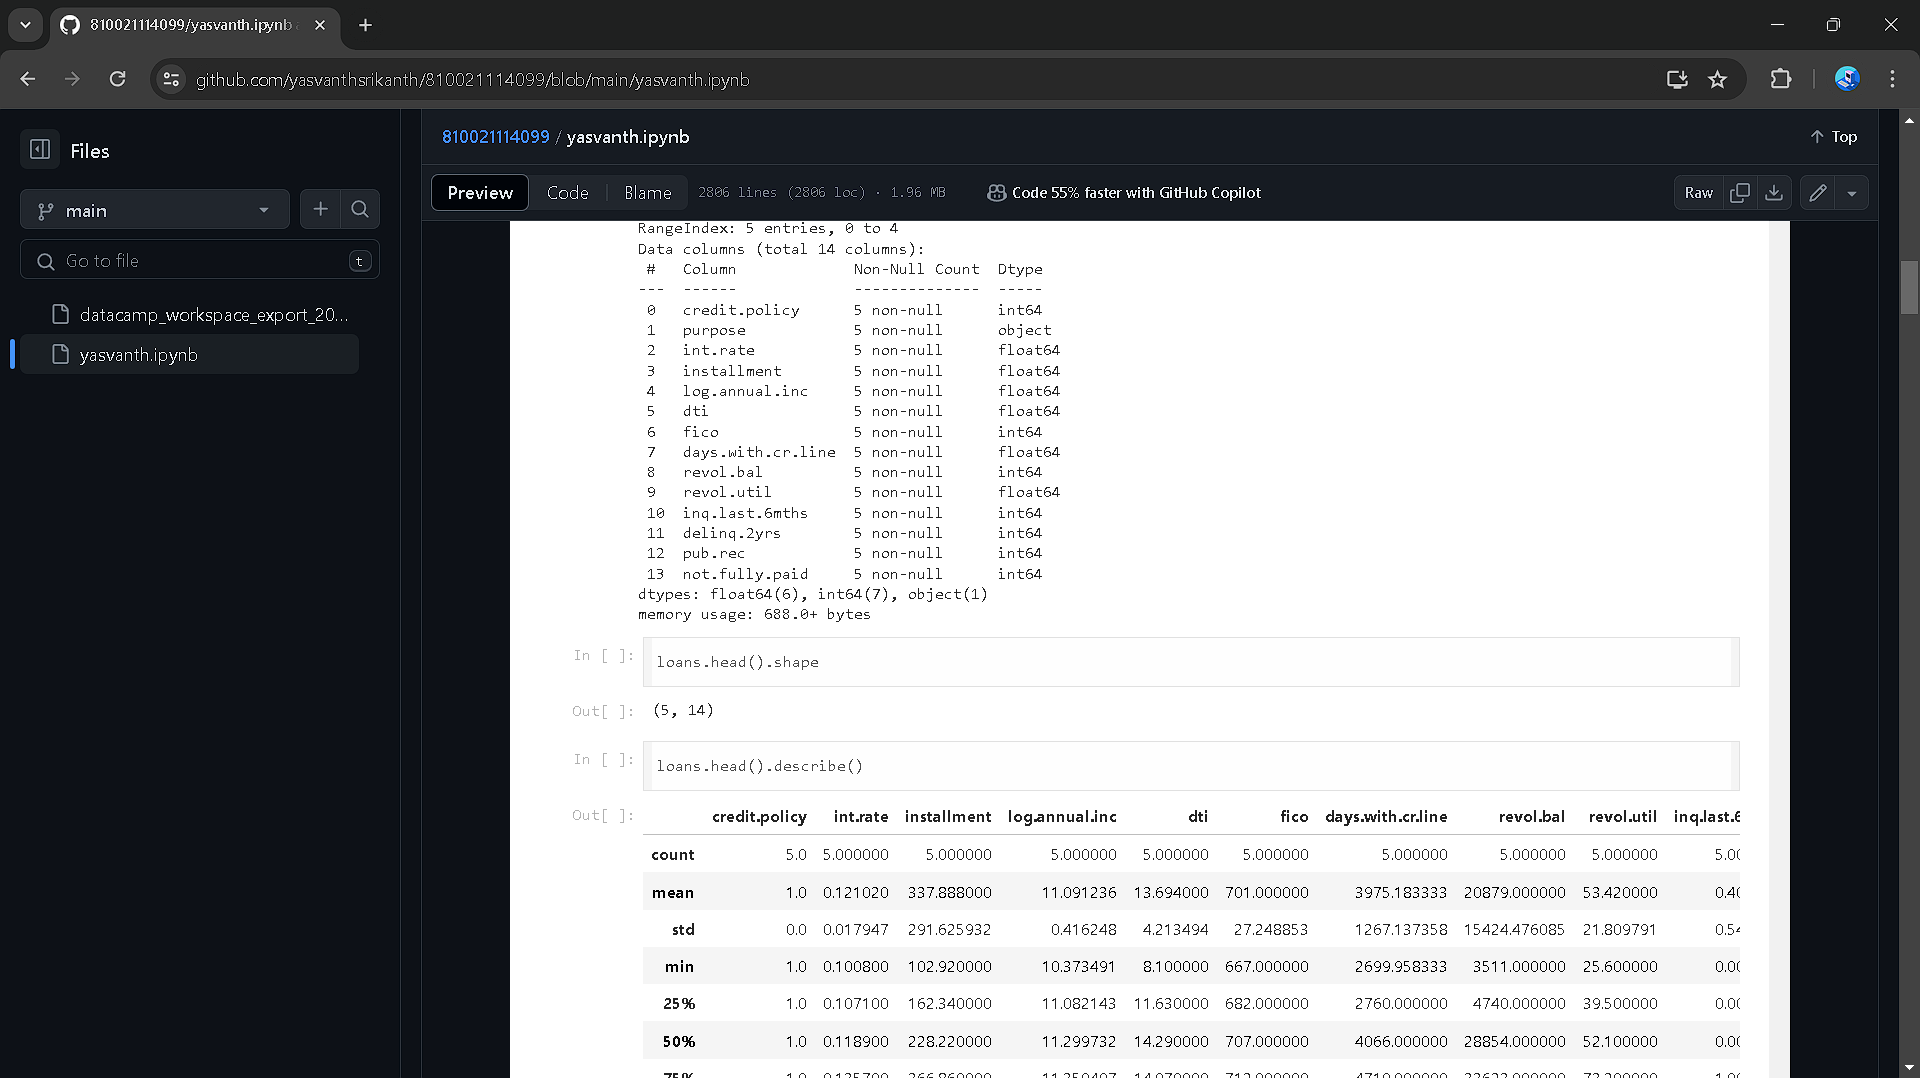 810021114099/yasvanth.ipynb
github.com/yasvanthsrikanth/810021114099/blob/main/yasvanth.ipynb
Files
main
Go to file
t
datacamp_workspace_export_20...
yasvanth.ipynb
810021114099 / yasvanth.ipynb
Top
Preview Code Blame 2806 lines (2806 loc) · 1.96 MB Code 55% faster with GitHub Copilot Raw
RangeIndex: 5 entries, 0 to 4
Data columns (total 14 columns):
# Column Non-Null Count Dtype
--- ------ -------------- -----
0 credit.policy 5 non-null int64
1 purpose 5 non-null object
2 int.rate 5 non-null float64
3 installment 5 non-null float64
4 log.annual.inc 5 non-null float64
5 dti 5 non-null float64
6 fico 5 non-null int64
7 days.with.cr.line 5 non-null float64
8 revol.bal 5 non-null int64
9 revol.util 5 non-null float64
10 inq.last.6mths 5 non-null int64
11 delinq.2yrs 5 non-null int64
12 pub.rec 5 non-null int64
13 not.fully.paid 5 non-null int64
dtypes: float64(6), int64(7), object(1)
memory usage: 688.0+ bytes
In [ ]: loans.head().shape
Out[ ]: (5, 14)
In [ ]: loans.head().describe()
Out[ ]: credit.policy int.rate installment log.annual.inc dti fico days.with.cr.line revol.bal revol.util inq.last.6
count 5.0 5.000000 5.000000 5.000000 5.000000 5.000000 5.000000 5.000000 5.000000 5.00
mean 1.0 0.121020 337.888000 11.091236 13.694000 701.000000 3975.183333 20879.000000 53.420000 0.40
std 0.0 0.017947 291.625932 0.416248 4.213494 27.248853 1267.137358 15424.476085 21.809791 0.54
min 1.0 0.100800 102.920000 10.373491 8.100000 667.000000 2699.958333 3511.000000 25.600000 0.00
25% 1.0 0.107100 162.340000 11.082143 11.630000 682.000000 2760.000000 4740.000000 39.500000 0.00
50% 1.0 0.118900 228.220000 11.299732 14.290000 707.000000 4066.000000 28854.000000 52.100000 0.00